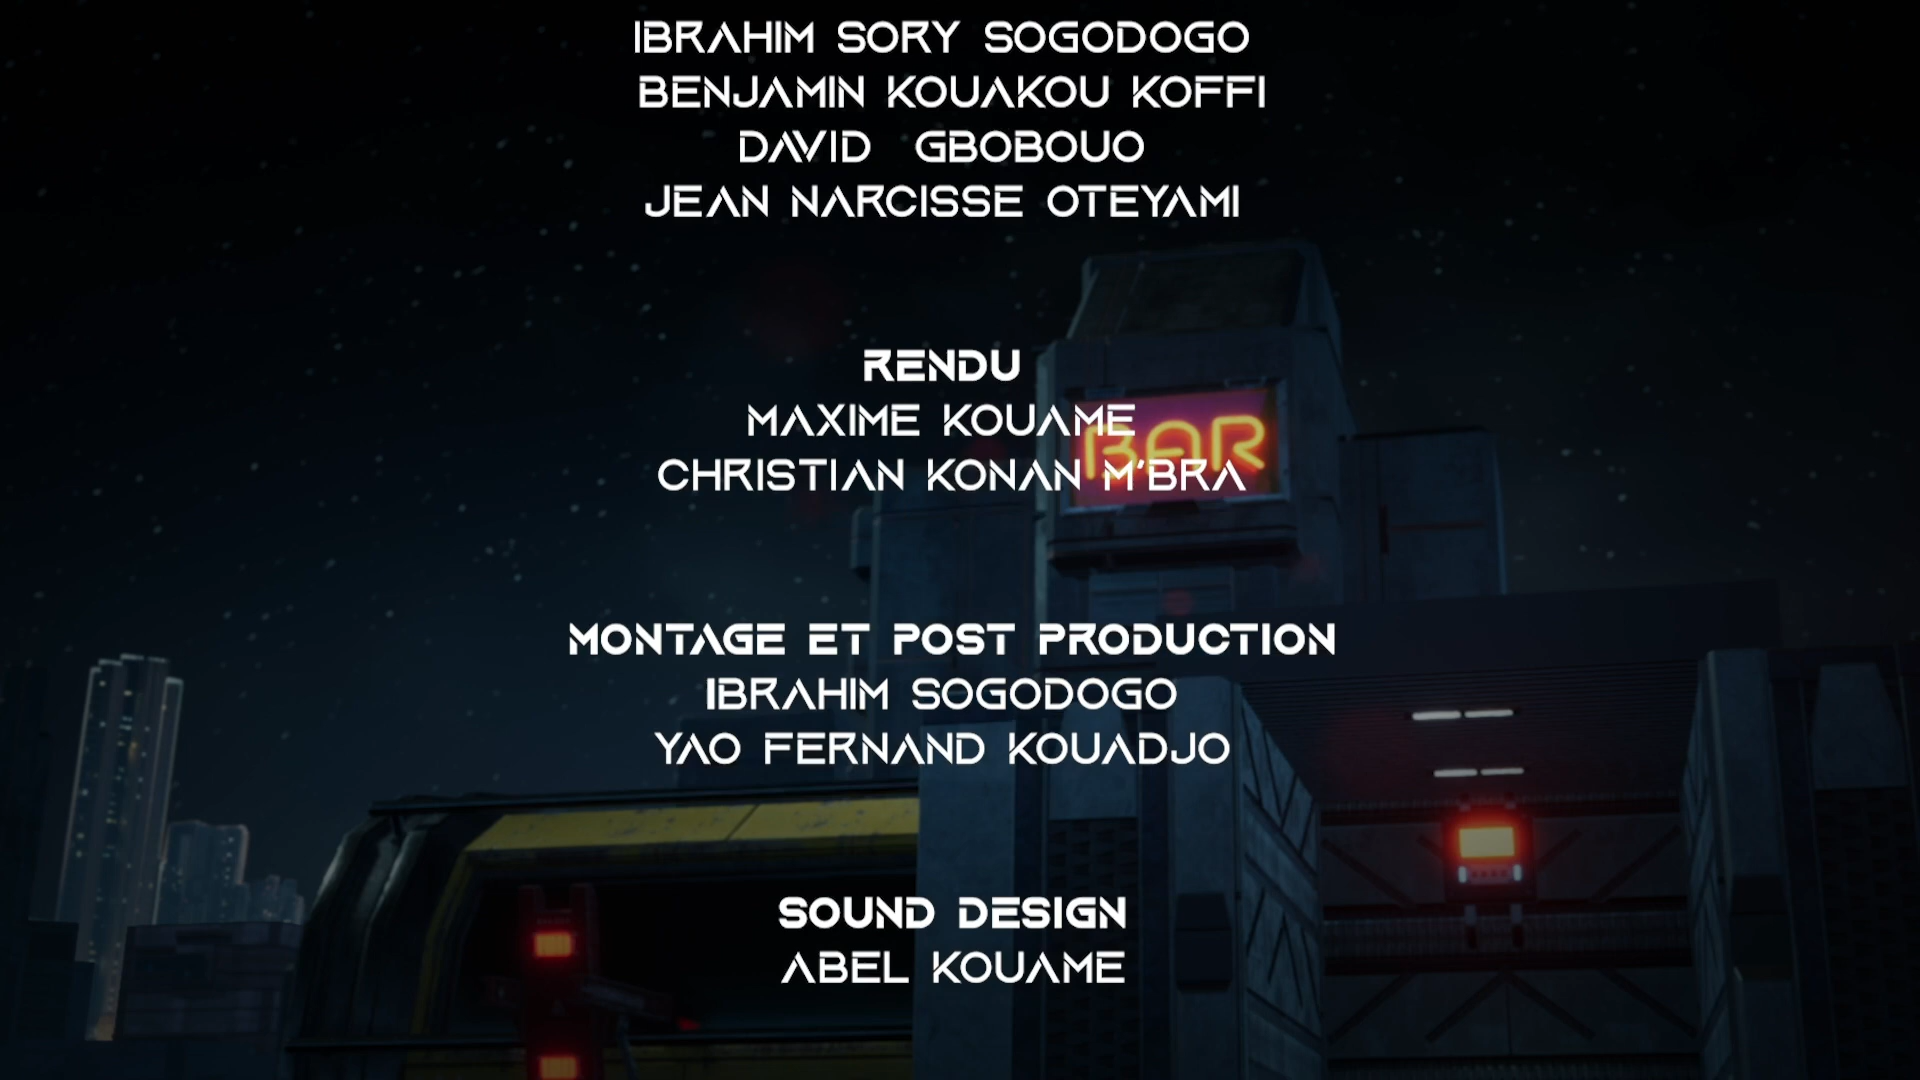 IBRAHIM SORY SOGODOGO
BENJAMIN KOUAKOU KOFFI
DAVID GBOBOUO
JEAN NARCISSE OTEYAMI
RENDU
MAXIME KOUAME
BAR
CHRISTIAN KONAN M'BRA
MONTAGE ET POST PRODUCTION
IBRAHIM SOGODOGO
YAO FERNAND KOUADJO
SOUND DESIGN
ABEL KOUAME